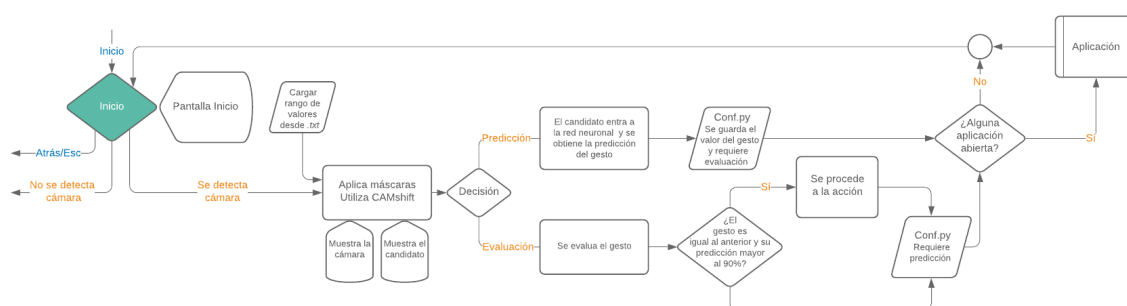 Inicio
Inicio
Pantalla Inicio
Atrás/Esc
No se detecta
cámara
Se detecta
cámara
Cargar
rango de
valores
desde .txt
Aplica máscaras
Utiliza CAMshift
Muestra la
cámara
Muestra el
candidato
Decisión
Predicción
El candidato entra a
la red neuronal y se
obtiene la predicción
del gesto
Conf.py
Se guarda el
valor del gesto
y requiere
evaluación
Evaluación
Se evalua el gesto
¿El
gesto es
igual al anterior y su
predicción mayor
al 90%?
Sí
Se procede
a la acción
Conf.py
Requiere
predicción
¿Alguna
aplicación
abierta?
No
Sí
Aplicación